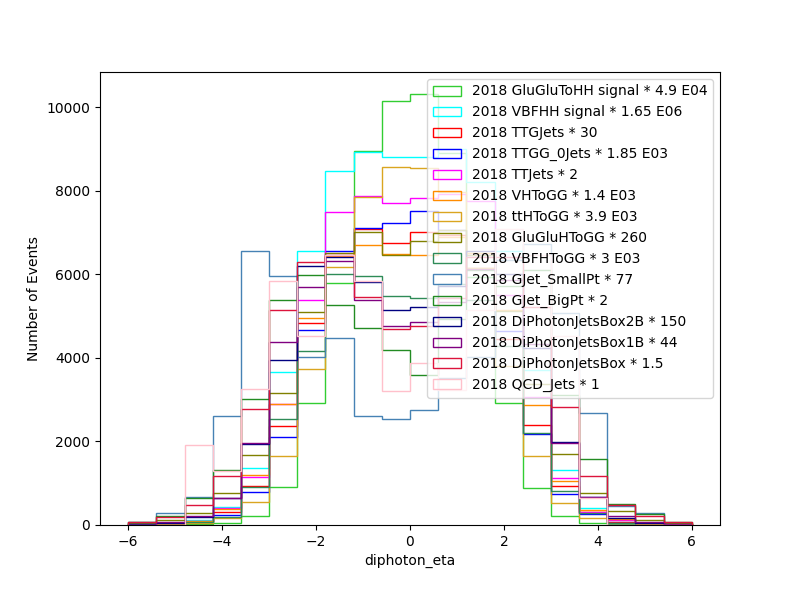 10000
8000
6000
4000
2000
0
Number of Events
2018 GluGluToHH signal * 4.9 E04
2018 VBFHH signal * 1.65 E06
2018 TTGJets * 30
2018 TTGG_0Jets * 1.85 E03
2018 TTJets * 2
2018 VHToGG * 1.4 E03
2018 ttHToGG * 3.9 E03
2018 GluGluHToGG * 260
2018 VBFHToGG * 3 E03
2018 GJet_SmallPt * 77
2018 GJet_BigPt * 2
2018 DiPhotonJetsBox2B * 150
2018 DiPhotonJetsBox1B * 44
2018 DiPhotonJetsBox * 1.5
2018 QCD_Jets * 1
−6 −4 −2 0 2 4 6
diphoton_eta